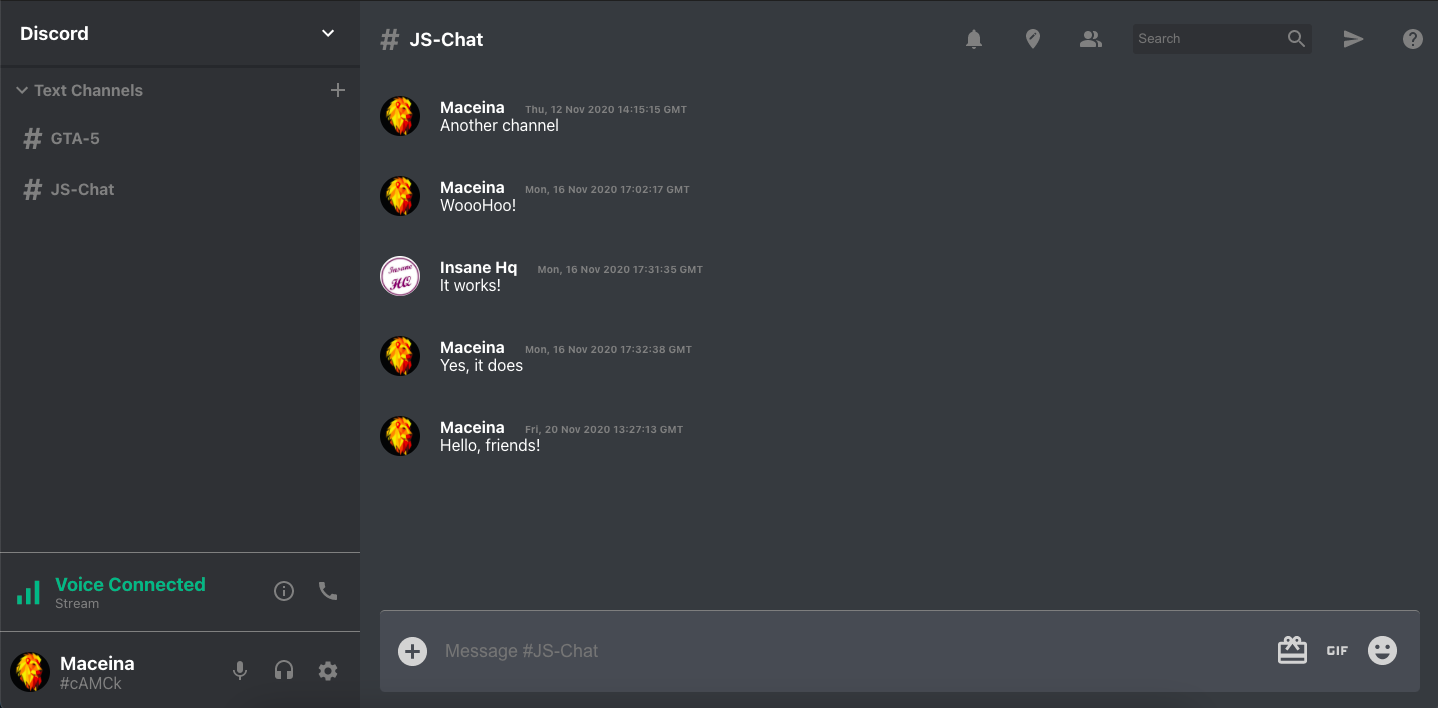 Discord
Text Channels
# GTA-5
# JS-Chat
Voice Connected
Stream
Maceina
#cAMCk
# JS-Chat
Search
Maceina Thu, 12 Nov 2020 14:15:15 GMT
Another channel
Maceina Mon, 16 Nov 2020 17:02:17 GMT
WoooHoo!
Insane HQ
Insane Hq Mon, 16 Nov 2020 17:31:35 GMT
It works!
Maceina Mon, 16 Nov 2020 17:32:38 GMT
Yes, it does
Maceina Fri, 20 Nov 2020 13:27:13 GMT
Hello, friends!
Message #JS-Chat
GIF